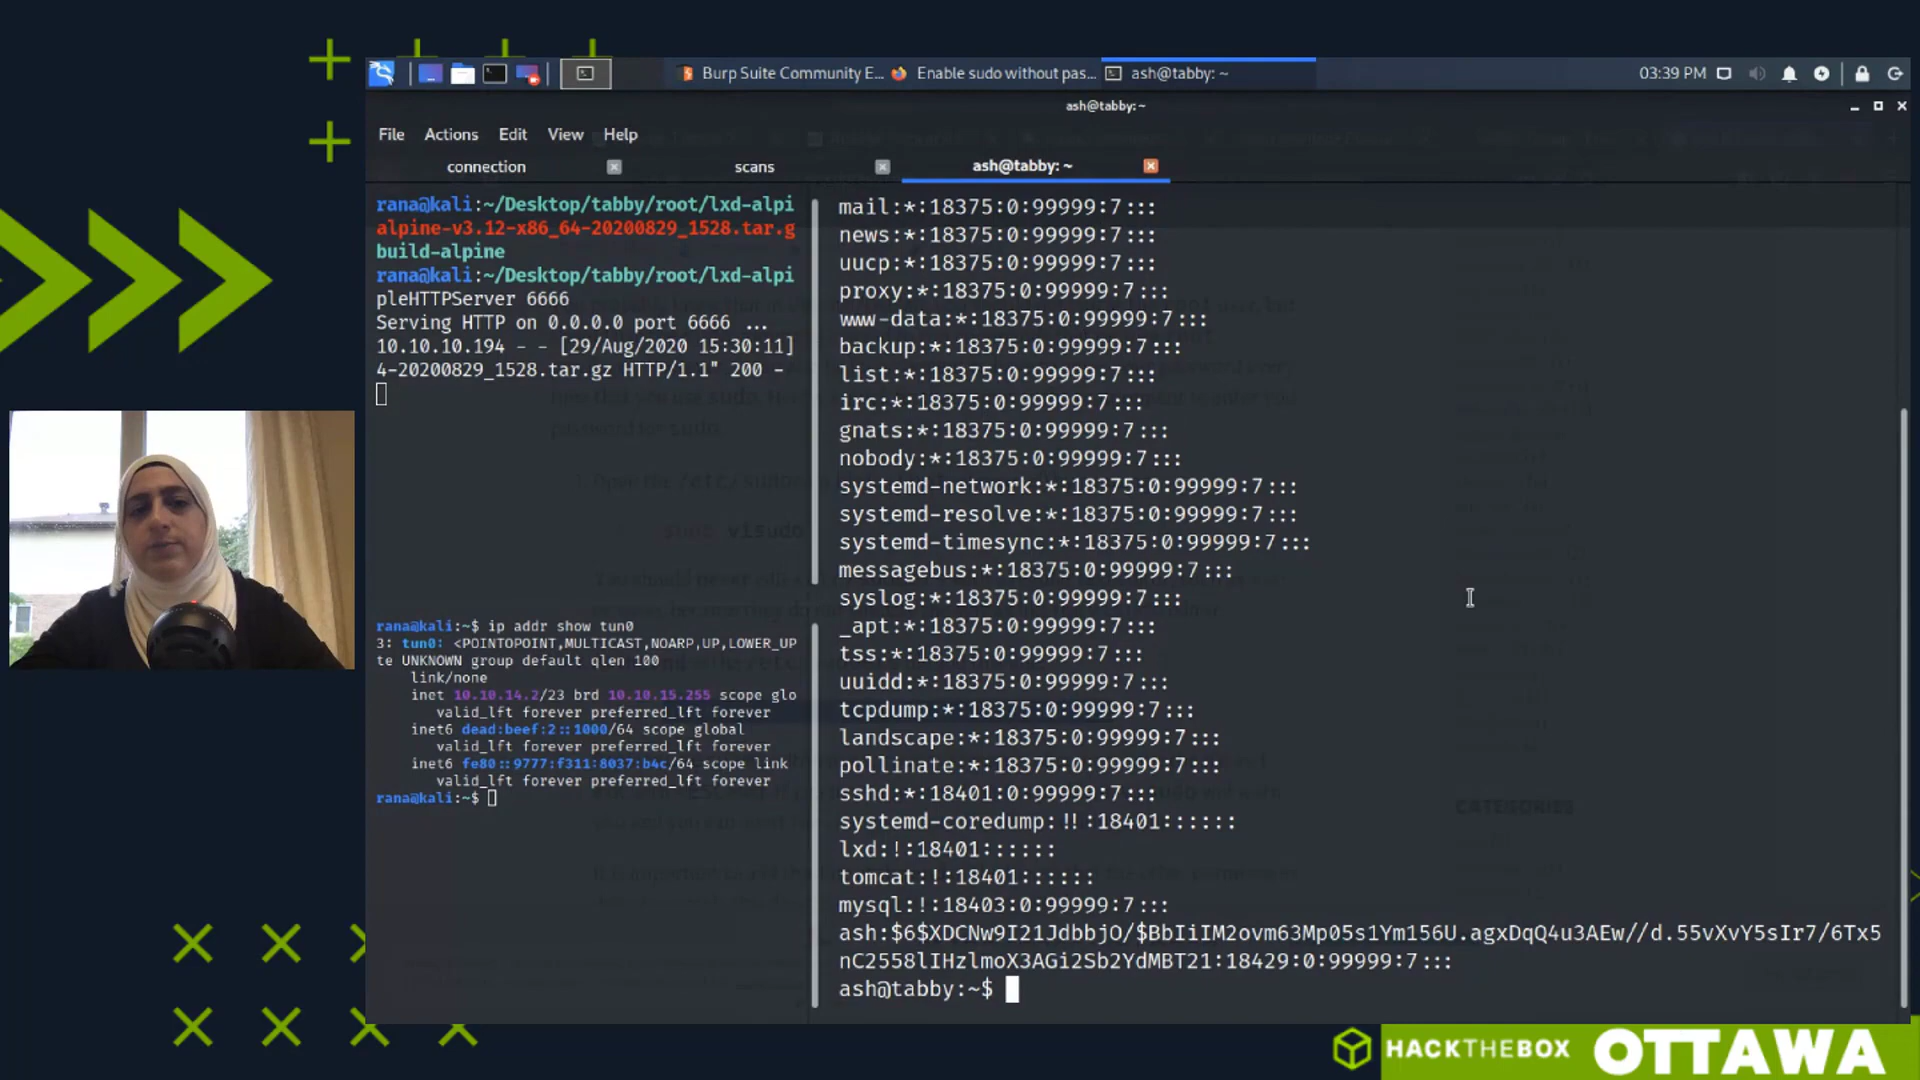 Burp Suite Community E...
Enable sudo without pas...
ash@tabby: ~
03:39 PM
ash@tabby: ~
File Actions Edit View Help
connection
scans
ash@tabby: ~
rana@kali:~/Desktop/tabby/root/lxd-alpi
alpine-v3.12-x86_64-20200829_1528.tar.g
build-alpine
rana@kali:~/Desktop/tabby/root/lxd-alpi
pleHTTPServer 6666
Serving HTTP on 0.0.0.0 port 6666 ...
10.10.10.194 - - [29/Aug/2020 15:30:11]
4-20200829_1528.tar.gz HTTP/1.1" 200 -
rana@kali:~$ ip addr show tun0
3: tun0: <POINTOPOINT,MULTICAST,NOARP,UP,LOWER_UP
te UNKNOWN group default qlen 100
link/none
inet 10.10.14.2/23 brd 10.10.15.255 scope glo
valid_lft forever preferred_lft forever
inet6 dead:beef:2::1000/64 scope global
valid_lft forever preferred_lft forever
inet6 fe80::9777:f311:8037:b4c/64 scope link
valid_lft forever preferred_lft forever
rana@kali:~$
mail:*:18375:0:99999:7:::
news:*:18375:0:99999:7:::
uucp:*:18375:0:99999:7:::
proxy:*:18375:0:99999:7:::
www-data:*:18375:0:99999:7:::
backup:*:18375:0:99999:7:::
list:*:18375:0:99999:7:::
irc:*:18375:0:99999:7:::
gnats:*:18375:0:99999:7:::
nobody:*:18375:0:99999:7:::
systemd-network:*:18375:0:99999:7:::
systemd-resolve:*:18375:0:99999:7:::
systemd-timesync:*:18375:0:99999:7:::
messagebus:*:18375:0:99999:7:::
syslog:*:18375:0:99999:7:::
_apt:*:18375:0:99999:7:::
tss:*:18375:0:99999:7:::
uuidd:*:18375:0:99999:7:::
tcpdump:*:18375:0:99999:7:::
landscape:*:18375:0:99999:7:::
pollinate:*:18375:0:99999:7:::
sshd:*:18401:0:99999:7:::
systemd-coredump:!!:18401::::::
lxd:!:18401::::::
tomcat:!:18401::::::
mysql:!:18403:0:99999:7:::
ash:$6$XDCNw9I21JdbbjO/$BbIiIM2ovm63Mp05s1Ym156U.agxDqQ4u3AEw//d.55vXvY5sIr7/6Tx5
nC2558lIHzlmoX3AGi2Sb2YdMBT21:18429:0:99999:7:::
ash@tabby:~$
CATEGORIES
HACKTHEBOX OTTAWA